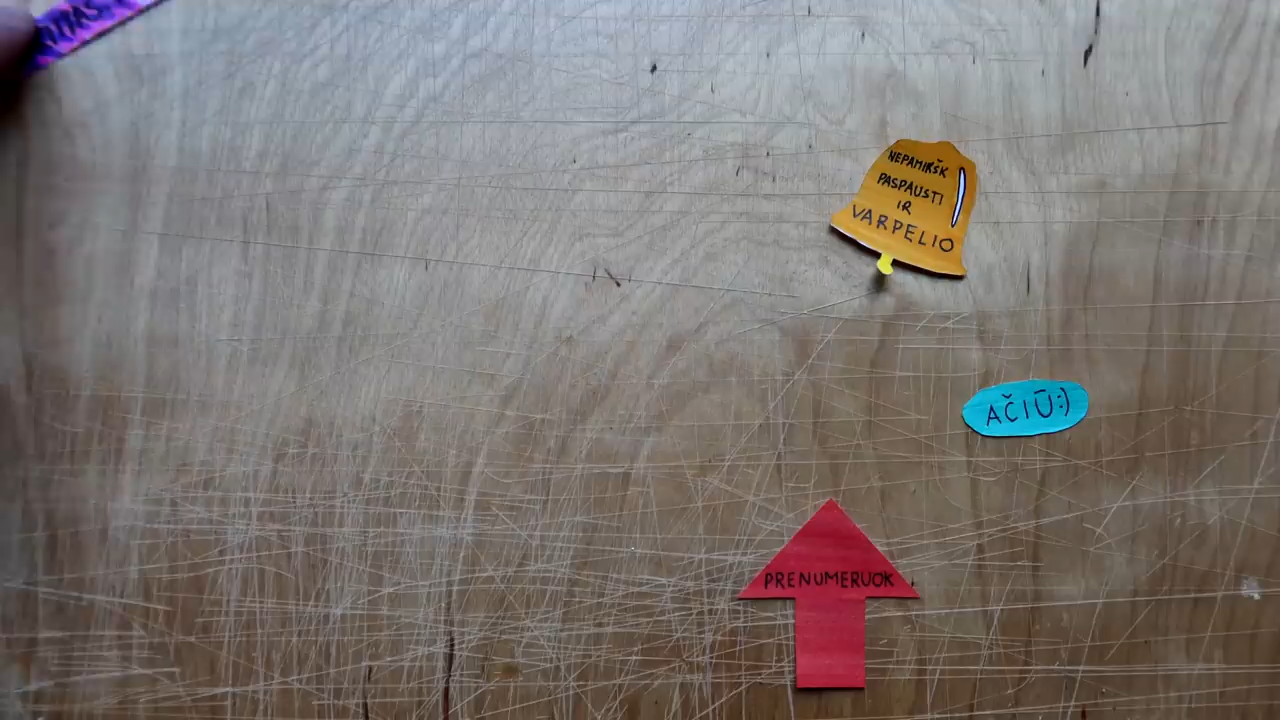 NEPAMIRŠK
PASPAUSTI
IR
VARPELIO
AČIŪ:)
PRENUMERUOK